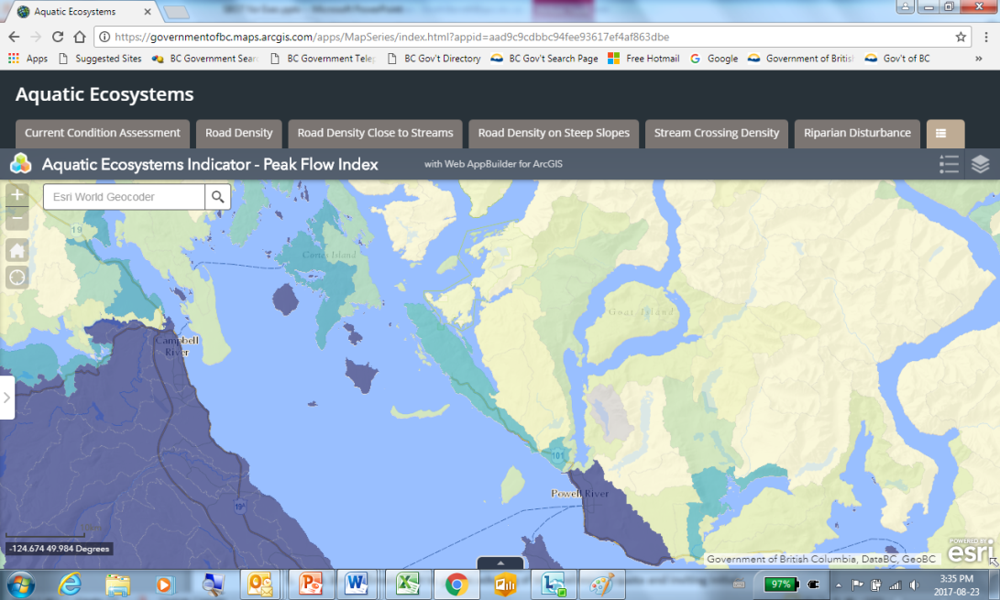 Aquatic Ecosystems
https://governmentofbc.maps.arcgis.com/apps/MapSeries/index.html?appid=aad9c9cdbbc94fee93617ef4af863dbe
Apps Suggested Sites BC Government Sear BC Government Tele BC Gov't Directory BC Gov't Search Page Free Hotmail Google Government of Britis Gov't of BC »
Aquatic Ecosystems
Current Condition Assessment Road Density Road Density Close to Streams Road Density on Steep Slopes Stream Crossing Density Riparian Disturbance
Aquatic Ecosystems Indicator - Peak Flow Index with Web AppBuilder for ArcGIS
Esri World Geocoder
19
Cortes Island
Goat Island
Campbell
River
101
Powell River
19
-124.674 49.984 Degrees
POWERED BY
esri
Government of British Columbia, DataBC, GeoBC
97%
3:35 PM
2017-08-23